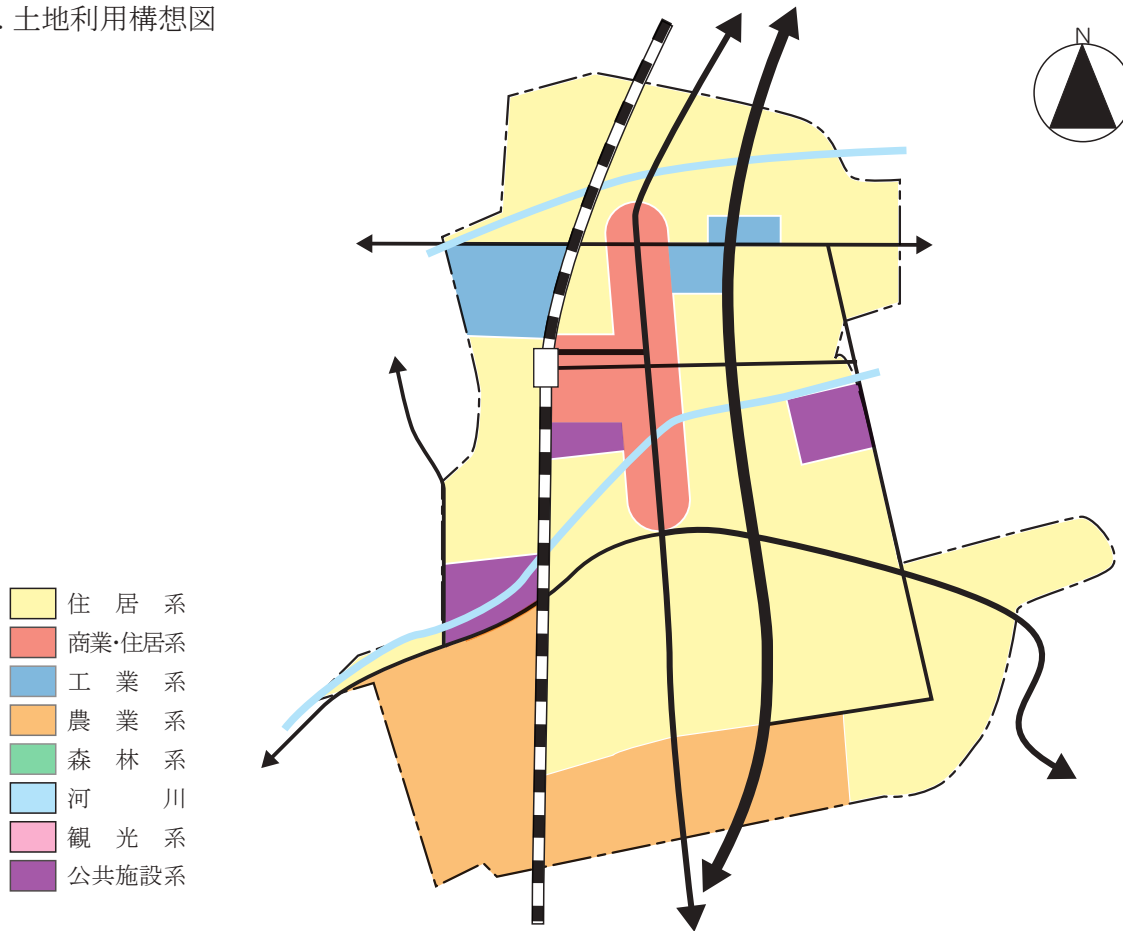 . 土地利用構想図
N
住居系
商業・住居系
工業系
農業系
森林系
河川
観光系
公共施設系